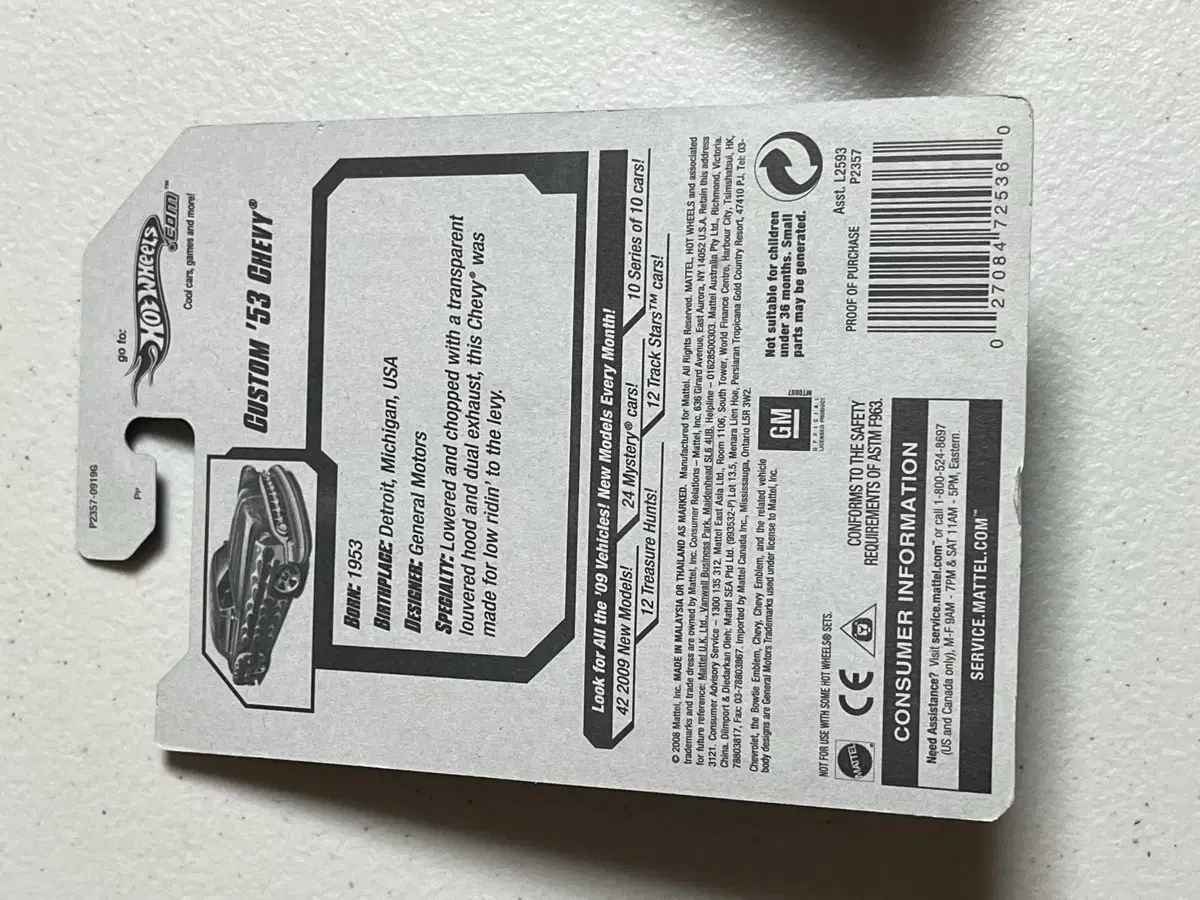 P2357-0919G
PP
go to:
HOT WHEELS
.COM™
Cool cars, games and more!
CUSTOM '53 CHEVY®
BORN: 1953
BIRTHPLACE: Detroit, Michigan, USA
DESIGNER: General Motors
SPECIALTY: Lowered and chopped with a transparent
louvered hood and dual exhaust, this Chevy® was
made for low ridin' to the levy.
Look for All the '09 Vehicles! New Models Every Month!
42 2009 New Models! 24 Mystery® cars! 10 Series of 10 cars!
12 Treasure Hunts! 12 Track Stars™ cars!
© 2008 Mattel, Inc. MADE IN MALAYSIA OR THAILAND AS MARKED. Manufactured for Mattel. All Rights Reserved. MATTEL, HOT WHEELS and associated
trademarks and trade dress are owned by Mattel, Inc. Consumer Relations – Mattel, Inc. 636 Girard Avenue, East Aurora, NY 14052 U.S.A. Retain this address
for future reference: Mattel U.K. Ltd., Vanwall Business Park, Maidenhead SL6 4UB. Helpline – 01628500303. Mattel Australia Pty Ltd., Richmond, Victoria.
3121. Consumer Advisory Service – 1300 135 312. Mattel East Asia Ltd., Room 1106, South Tower, World Finance Centre, Harbour City, Tsimshatsui, HK,
China. Diimport & Diedarkan Oleh: Mattel SEA Ptd Ltd. (993532-P) Lot 13.5, Menara Lien Hoe, Persiaran Tropicana Gold Country Resort, 47410 PJ. Tel: 03-
78803817, Fax: 03-78803867. Imported by Mattel Canada Inc., Mississauga, Ontario L5R 3W2.
Chevrolet, the Bowtie Emblem, Chevy, Chevy Emblem, and the related vehicle
body designs are General Motors Trademarks used under license to Mattel, Inc.
GM
OFFICIAL
LICENSED PRODUCT
Not suitable for children
under 36 months. Small
parts may be generated.
NOT FOR USE WITH SOME HOT WHEELS® SETS.
MATTEL
CE
CONFORMS TO THE SAFETY
REQUIREMENTS OF ASTM F963.
PROOF OF PURCHASE
Asst. L2593
P2357
0 27084 72536 0
CONSUMER INFORMATION
Need Assistance? Visit service.mattel.com™ or call 1-800-524-8697
(US and Canada only), M-F 9AM - 7PM & SAT 11AM - 5PM, Eastern.
SERVICE.MATTEL.COM™